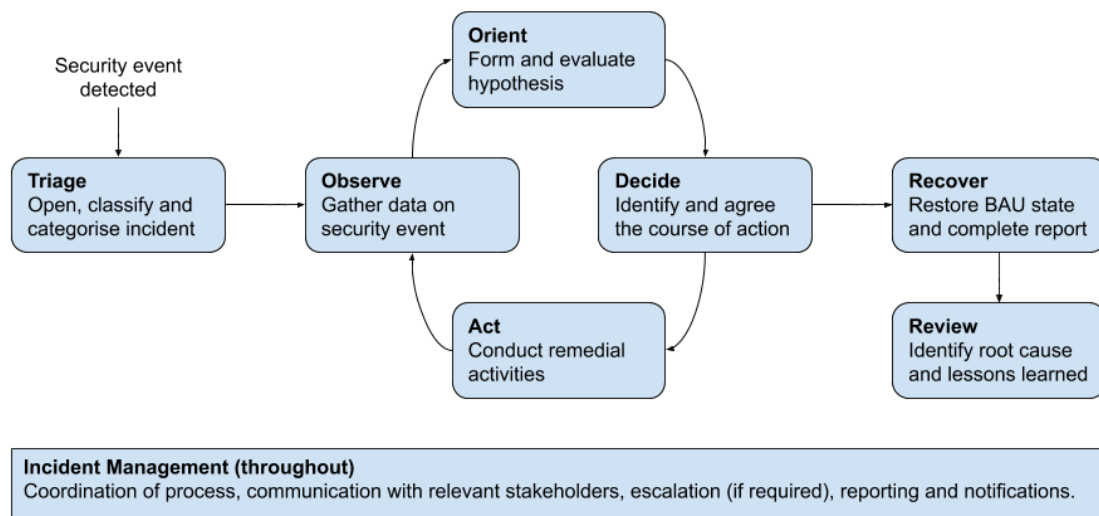 Orient
Form and evaluate
hypothesis
Security event
detected
Triage
Open, classify and
categorise incident
Observe
Gather data on
security event
Decide
Identify and agree
the course of action
Recover
Restore BAU state
and complete report
Act
Conduct remedial
activities
Review
Identify root cause
and lessons learned
Incident Management (throughout)
Coordination of process, communication with relevant stakeholders, escalation (if required), reporting and notifications.